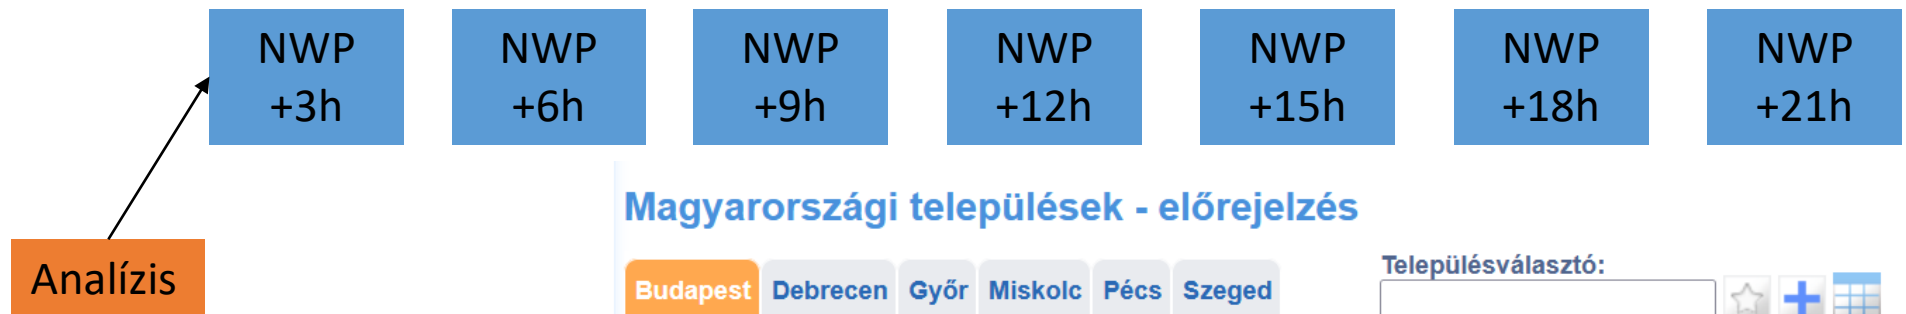 NWP
+3h
NWP
+6h
NWP
+9h
NWP
+12h
NWP
+15h
NWP
+18h
NWP
+21h
Magyarországi települések - előrejelzés
Analízis
Budapest Debrecen Győr Miskolc Pécs Szeged
Településválasztó: